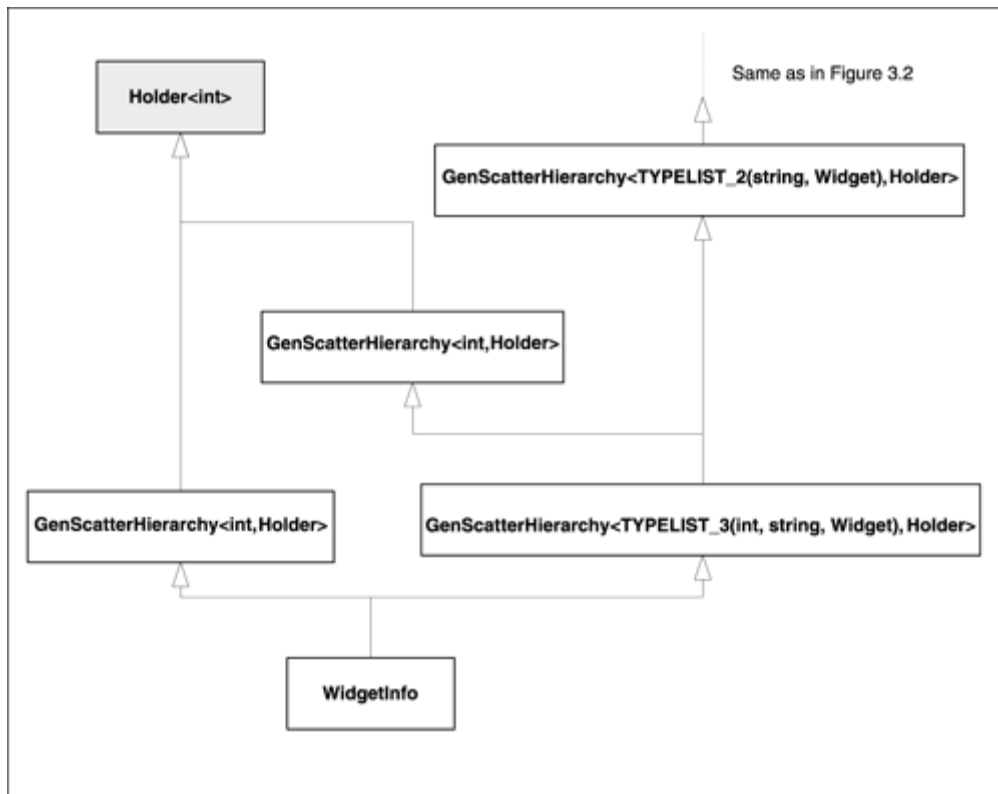 Same as in Figure 3.2
Holder<int>
GenScatterHierarchy<TYPELIST_2(string, Widget),Holder>
GenScatterHierarchy<int,Holder>
GenScatterHierarchy<int,Holder>
GenScatterHierarchy<TYPELIST_3(int, string, Widget),Holder>
WidgetInfo